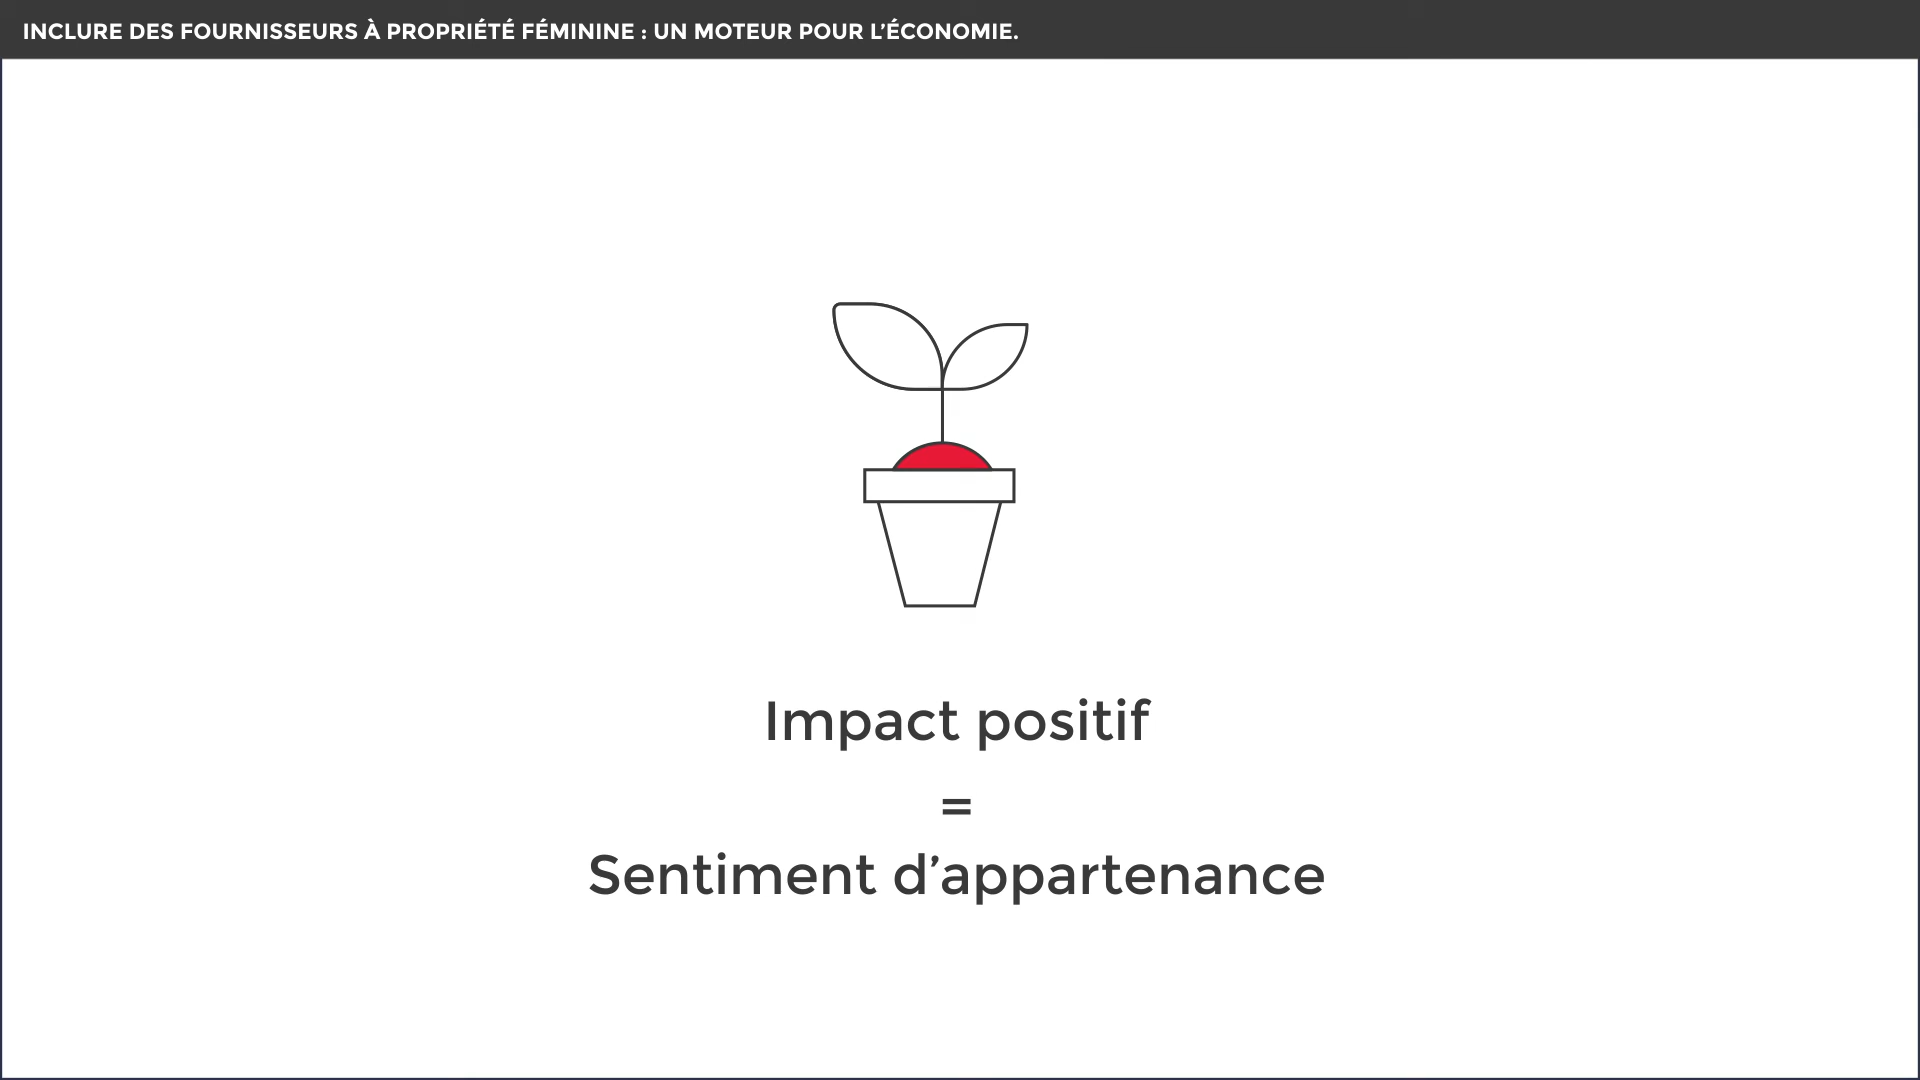 INCLURE DES FOURNISSEURS À PROPRIÉTÉ FÉMININE : UN MOTEUR POUR L’ÉCONOMIE.
Impact positif
=
Sentiment d’appartenance